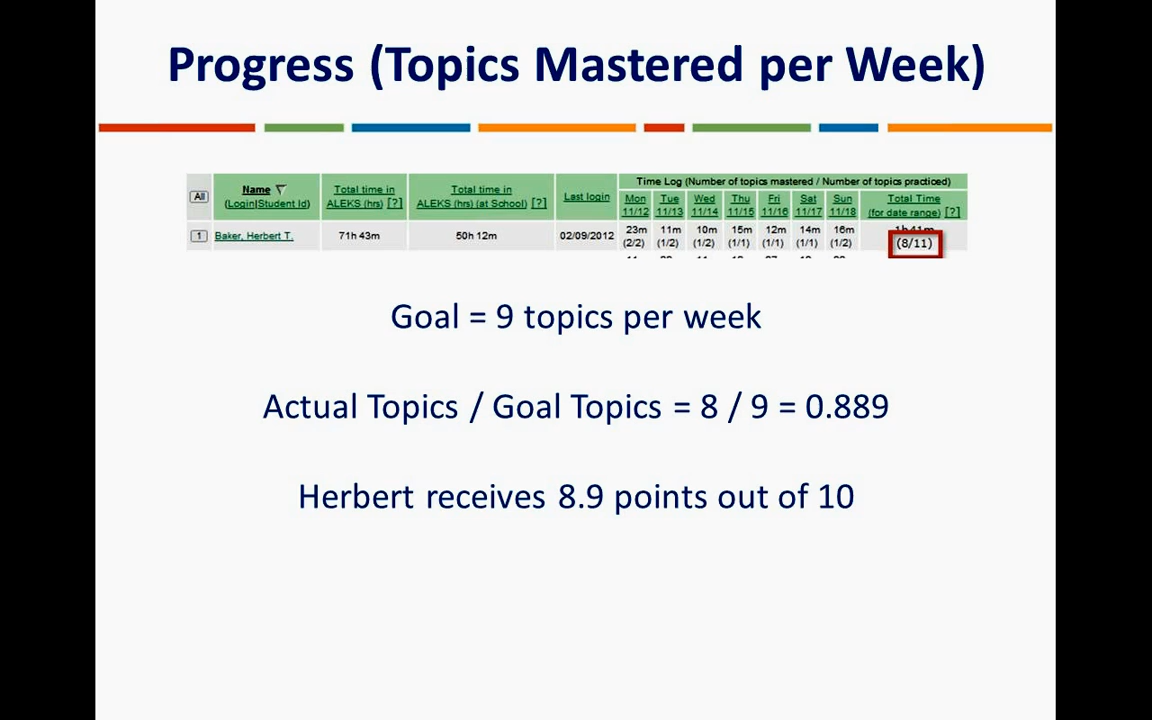 Progress (Topics Mastered per Week)
Time Log (Number of topics mastered / Number of topics practiced)
All Name Total time in Total time in Last login Mon Tue Wed Thu Fri Sat Sun Total Time
(Login|Student Id) ALEKS (hrs) [?] ALEKS (hrs) (at School) [?] 11/12 11/13 11/14 11/15 11/16 11/17 11/18 (for date range) [?]
1 Baker, Herbert T. 71h 43m 50h 12m 02/09/2012 23m 11m 10m 15m 12m 14m 16m 1h 41m
(2/2) (1/2) (1/2) (1/1) (1/1) (1/1) (1/2) (8/11)
Goal = 9 topics per week
Actual Topics / Goal Topics = 8 / 9 = 0.889
Herbert receives 8.9 points out of 10